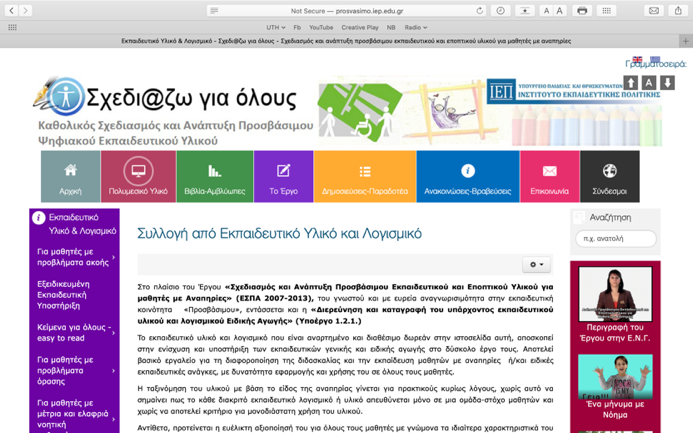 Not Secure — prosvasimo.iep.edu.gr
UTH Fb YouTube Creative Play NB Radio
Εκπαιδευτικό Υλικό & Λογισμικό - Σχεδι@ζω για όλους - Σχεδιασμός και ανάπτυξη προσβάσιμου εκπαιδευτικού και εποπτικού υλικού για μαθητές με αναπηρίες
Γραμματοσειρά:
A
Σχεδι@ζω για όλους
Καθολικός Σχεδιασμός και Ανάπτυξη Προσβάσιμου
Ψηφιακού Εκπαιδευτικού Υλικού
ΙΕΠ
ΥΠΟΥΡΓΕΙΟ ΠΑΙΔΕΙΑΣ ΚΑΙ ΘΡΗΣΚΕΥΜΑΤΩΝ
ΙΝΣΤΙΤΟΥΤΟ ΕΚΠΑΙΔΕΥΤΙΚΗΣ ΠΟΛΙΤΙΚΗΣ
Αρχική Πολυμεσικό Υλικό Βιβλία-Αμβλύωπες Το Έργο Δημοσιεύσεις-Παραδοτέα Ανακοινώσεις-Βραβεύσεις Επικοινωνία Σύνδεσμοι
Εκπαιδευτικό
Υλικό & Λογισμικό
Για μαθητές με
προβλήματα ακοής
Εξειδικευμένη
Εκπαιδευτική
Υποστήριξη
Κείμενα για όλους -
easy to read
Για μαθητές με
προβλήματα
όρασης
Για μαθητές με
μέτρια και ελαφριά
νοητική
Συλλογή από Εκπαιδευτικό Υλικό και Λογισμικό
Στο πλαίσιο του Έργου «Σχεδιασμός και Ανάπτυξη Προσβάσιμου Εκπαιδευτικού και Εποπτικού Υλικού για
μαθητές με Αναπηρίες» (ΕΣΠΑ 2007-2013), του γνωστού και με ευρεία αναγνωρισιμότητα στην εκπαιδευτική
κοινότητα «Προσβάσιμου», εντάσσεται και η «Διερεύνηση και καταγραφή του υπάρχοντος εκπαιδευτικού
υλικού και λογισμικού Ειδικής Αγωγής» (Υποέργο 1.2.1.)
Το εκπαιδευτικό υλικό και λογισμικό που είναι αναρτημένο και διαθέσιμο δωρεάν στην ιστοσελίδα αυτή, αποσκοπεί
στην ενίσχυση και υποστήριξη των εκπαιδευτικών γενικής και ειδικής αγωγής στο δύσκολο έργο τους. Αποτελεί
βασικό εργαλείο για τη διαφοροποίηση της διδασκαλίας και την εκπαίδευση μαθητών με αναπηρίες ή/και ειδικές
εκπαιδευτικές ανάγκες, με δυνατότητα εφαρμογής και χρήσης του σε όλους τους μαθητές.
Η ταξινόμηση του υλικού με βάση το είδος της αναπηρίας γίνεται για πρακτικούς κυρίως λόγους, χωρίς αυτό να
σημαίνει πως το κάθε διακριτό εκπαιδευτικό λογισμικό ή υλικό απευθύνεται μόνο σε μια ομάδα-στόχο μαθητών και
χωρίς να αποτελεί κριτήριο για μονοδιάστατη χρήση του υλικού.
Αντίθετα, προτείνεται η ευέλικτη αξιοποίησή του για όλους τους μαθητές με γνώμονα τα ιδιαίτερα χαρακτηριστικά του
Αναζήτηση
π.χ. ανατολή
Περιγραφή του
Έργου στην Ε.Ν.Γ.
Ένα μήνυμα με
Νόημα